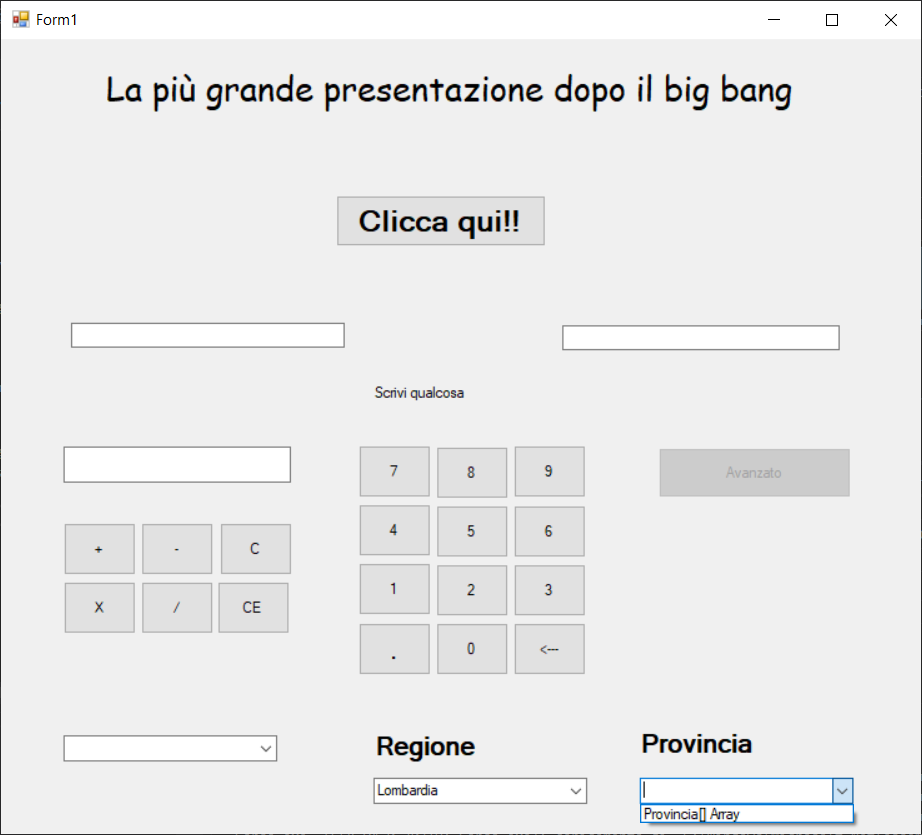 Form1
La più grande presentazione dopo il big bang
Clicca qui!!
Scrivi qualcosa
7 8 9 Avanzato
+ - C 4 5 6
X / CE 1 2 3
. 0 <---
Regione Provincia
Lombardia
Provincia[] Array